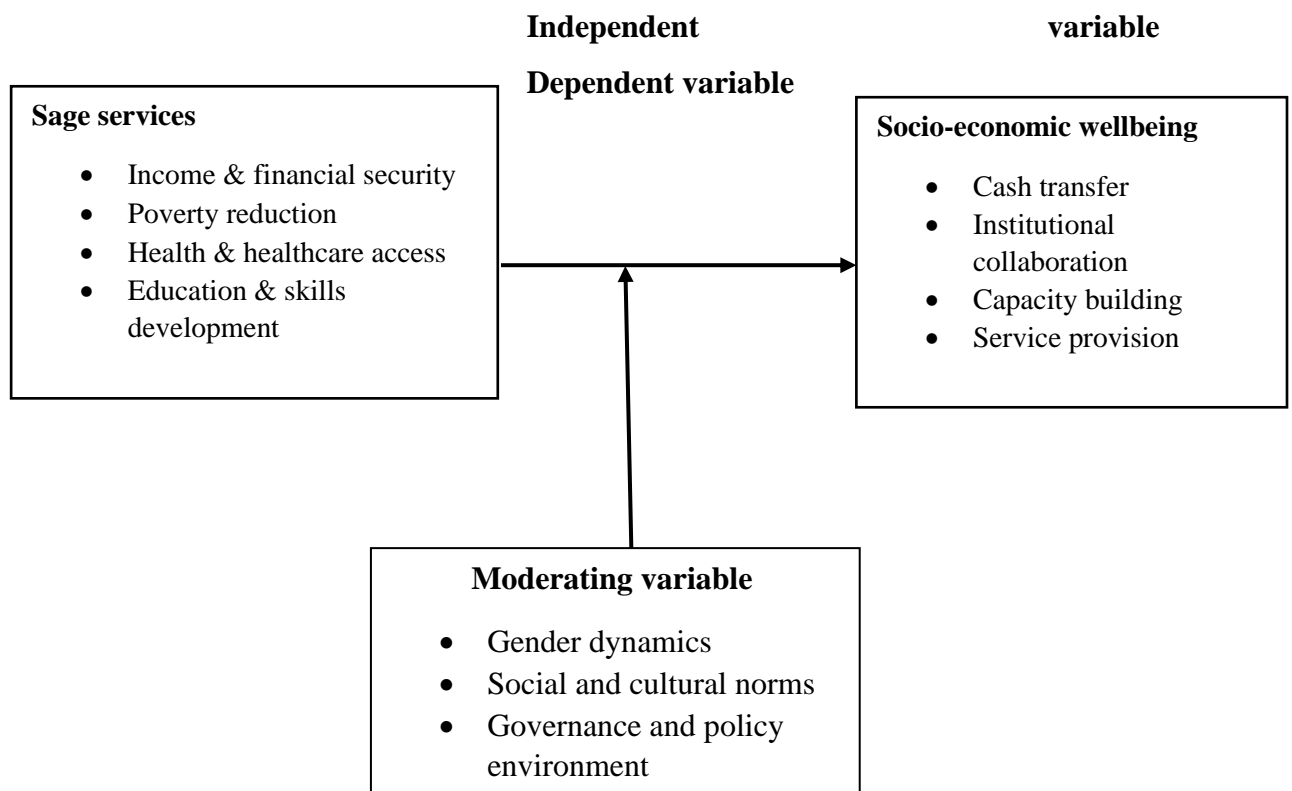 Independent variable
Dependent variable
Sage services
• Income & financial security
• Poverty reduction
• Health & healthcare access
• Education & skills
development
Socio-economic wellbeing
• Cash transfer
• Institutional
collaboration
• Capacity building
• Service provision
Moderating variable
• Gender dynamics
• Social and cultural norms
• Governance and policy
environment